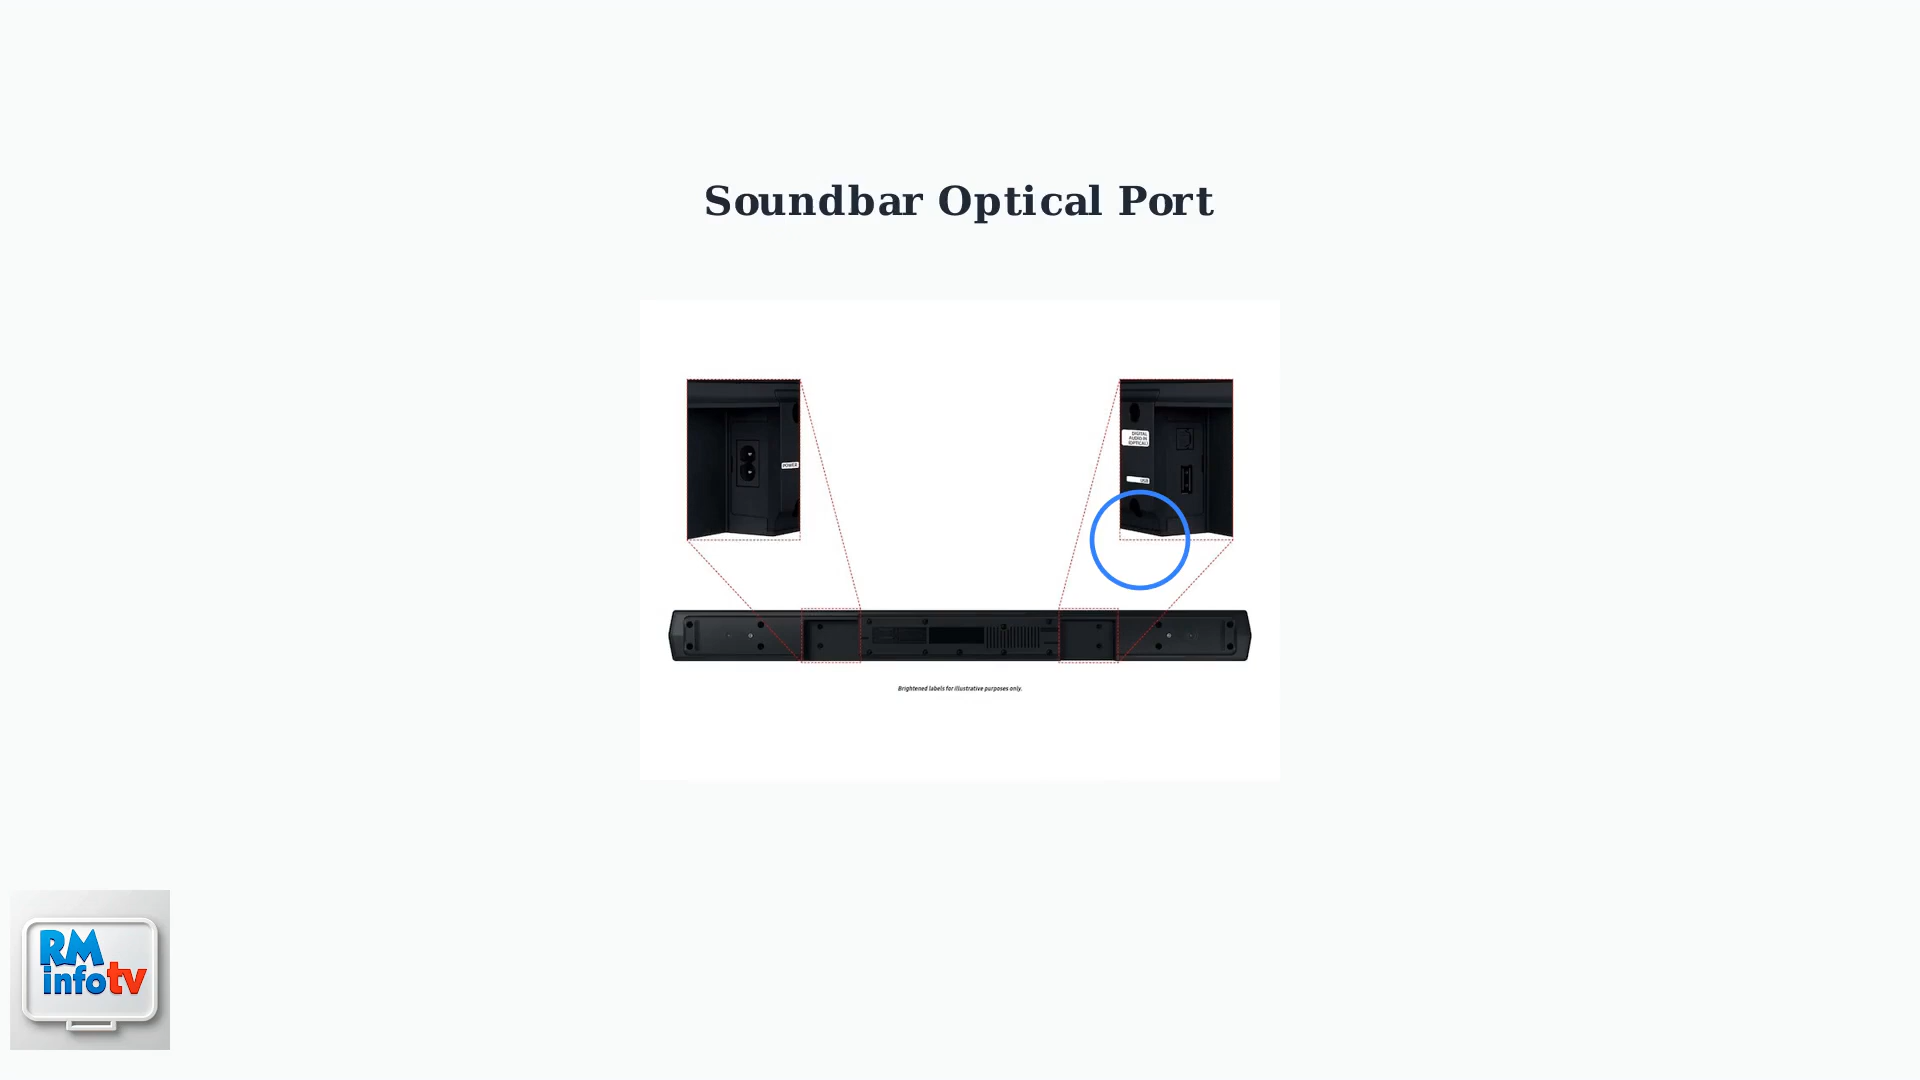 Soundbar Optical Port
POWER
DIGITAL
AUDIO IN
(OPTICAL)
USB
Brightened labels for illustrative purposes only.
RM
infotv